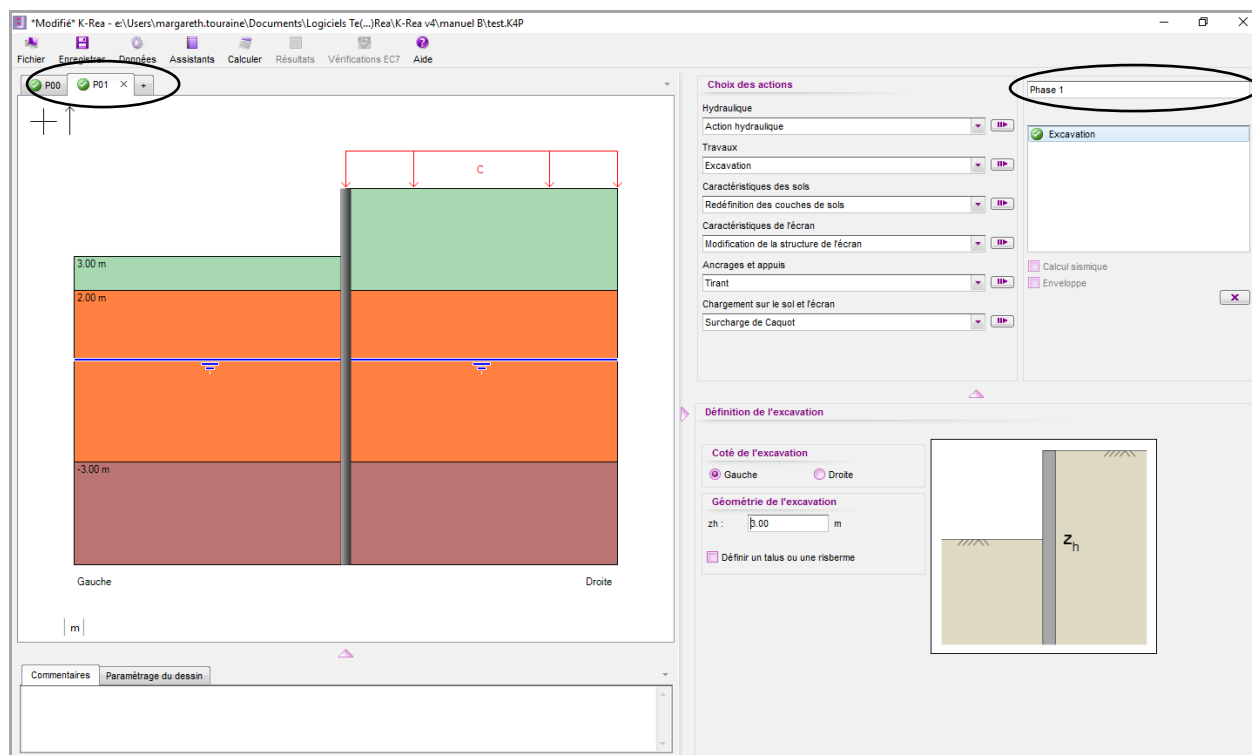 *Modifié* K-Rea - e:\Users\margareth.touraine\Documents\Logiciels Te(...)Rea\K-Rea v4\manuel B\test.K4P
Fichier Enregistrer Données Assistants Calculer Résultats Vérifications EC7 Aide
P00 P01 × +
C
3.00 m
2.00 m
-3.00 m
Gauche Droite
m
Commentaires Paramétrage du dessin
Choix des actions
Hydraulique
Action hydraulique
Travaux
Excavation
Caractéristiques des sols
Redéfinition des couches de sols
Caractéristiques de l'écran
Modification de la structure de l'écran
Ancrages et appuis
Tirant
Chargement sur le sol et l'écran
Surcharge de Caquot
Phase 1
Excavation
Calcul sismique
Enveloppe
Définition de l'excavation
Coté de l'excavation
Gauche Droite
Géométrie de l'excavation
zh : 3.00 m
Définir un talus ou une risberme
zh